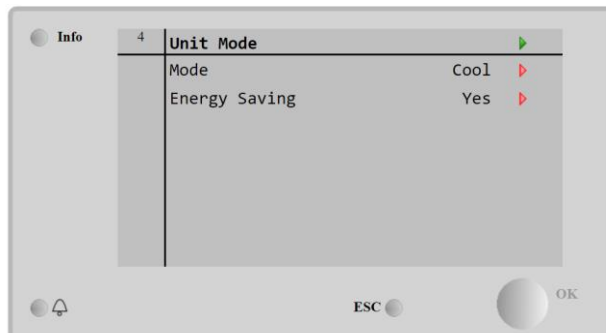 Info
4 Unit Mode
Mode Cool
Energy Saving Yes
ESC
OK